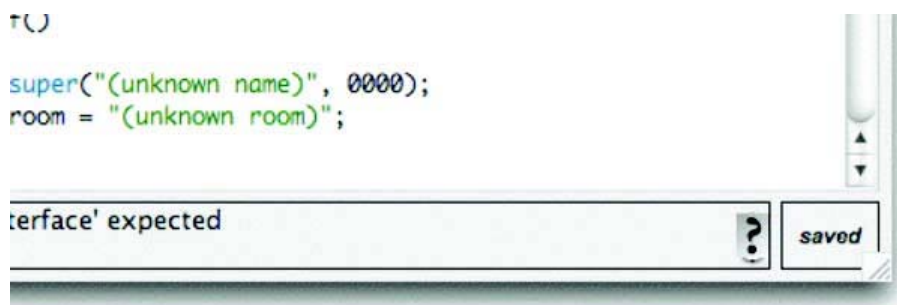 f()
super("(unknown name)", 0000);
room = "(unknown room)";
terface' expected
?
saved